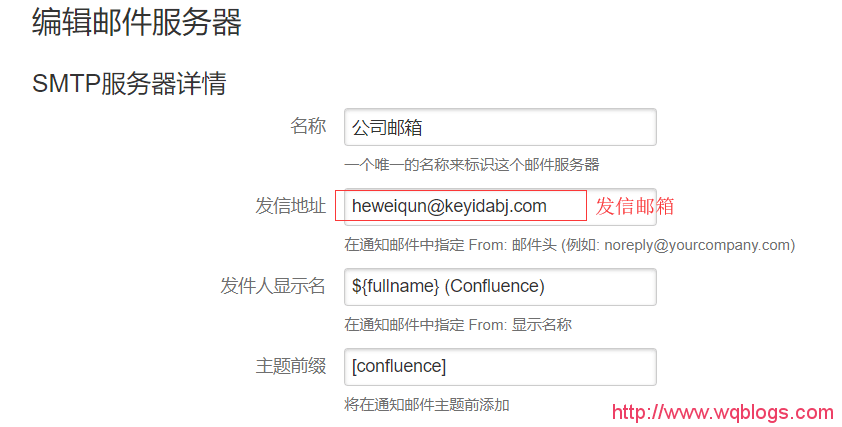 编辑邮件服务器
SMTP服务器详情
名称 公司邮箱
一个唯一的名称来标识这个邮件服务器
发信地址 heweiqun@keyidabj.com 发信邮箱
在通知邮件中指定 From: 邮件头 (例如: noreply@yourcompany.com)
发件人显示名 ${fullname} (Confluence)
在通知邮件中指定 From: 显示名称
主题前缀 [confluence]
将在通知邮件主题前添加
http://www.wqblogs.com